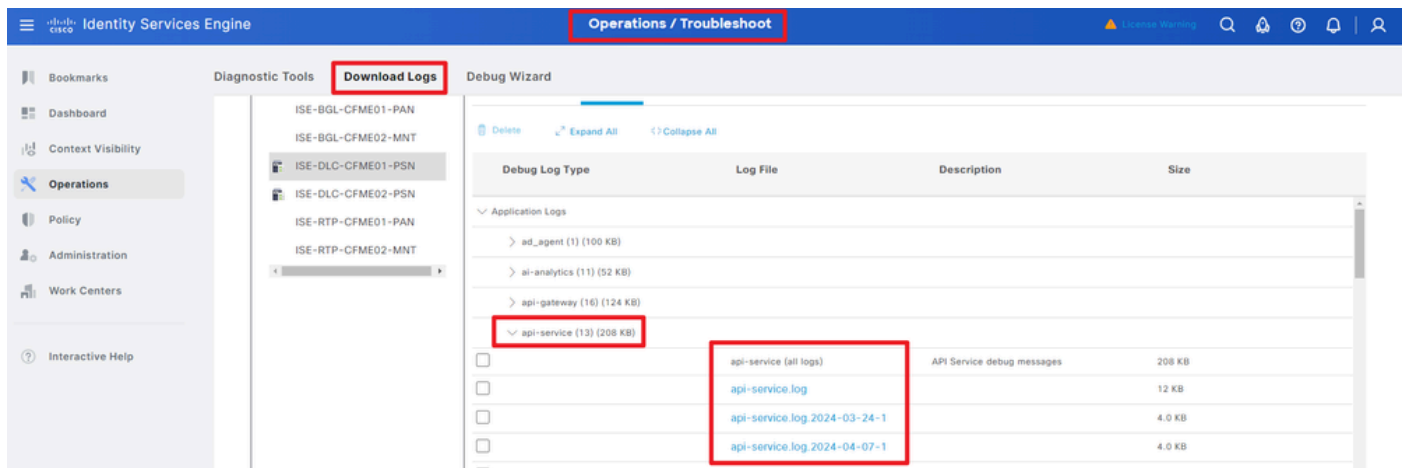 cisco Identity Services Engine
Operations / Troubleshoot
License Warning
Bookmarks
Dashboard
Context Visibility
Operations
Policy
Administration
Work Centers
Interactive Help
Diagnostic Tools
Download Logs
Debug Wizard
ISE-BGL-CFME01-PAN
ISE-BGL-CFME02-MNT
ISE-DLC-CFME01-PSN
ISE-DLC-CFME02-PSN
ISE-RTP-CFME01-PAN
ISE-RTP-CFME02-MNT
Delete Expand All Collapse All
Debug Log Type Log File Description Size
Application Logs
ad_agent (1) (100 KB)
ai-analytics (11) (52 KB)
api-gateway (16) (124 KB)
api-service (13) (208 KB)
api-service (all logs) API Service debug messages 208 KB
api-service.log 12 KB
api-service.log.2024-03-24-1 4.0 KB
api-service.log.2024-04-07-1 4.0 KB